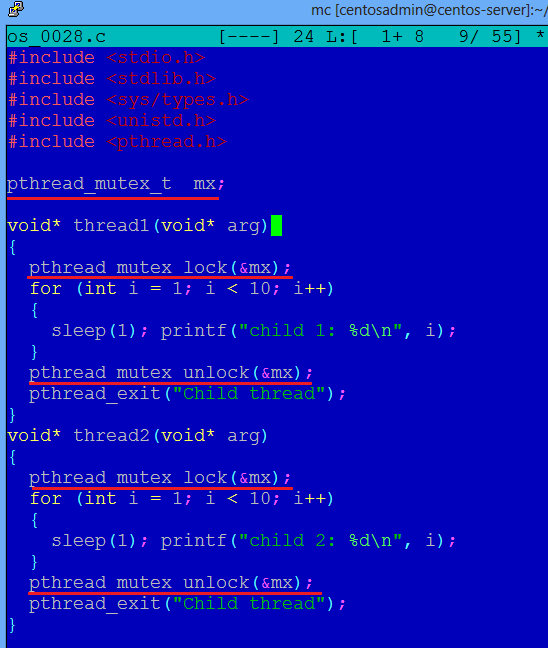 mc [centosadmin@centos-server]:~/
os_0028.c [----] 24 L:[ 1+ 8 9/ 55] *
#include <stdio.h>
#include <stdlib.h>
#include <sys/types.h>
#include <unistd.h>
#include <pthread.h>
pthread_mutex_t  mx;
void* thread1(void* arg)
{
  pthread_mutex_lock(&mx);
  for (int i = 1; i < 10; i++)
  {
    sleep(1); printf("child 1: %d\n", i);
  }
  pthread_mutex_unlock(&mx);
  pthread_exit("Child thread");
}
void* thread2(void* arg)
{
  pthread_mutex_lock(&mx);
  for (int i = 1; i < 10; i++)
  {
    sleep(1); printf("child 2: %d\n", i);
  }
  pthread_mutex_unlock(&mx);
  pthread_exit("Child thread");
}